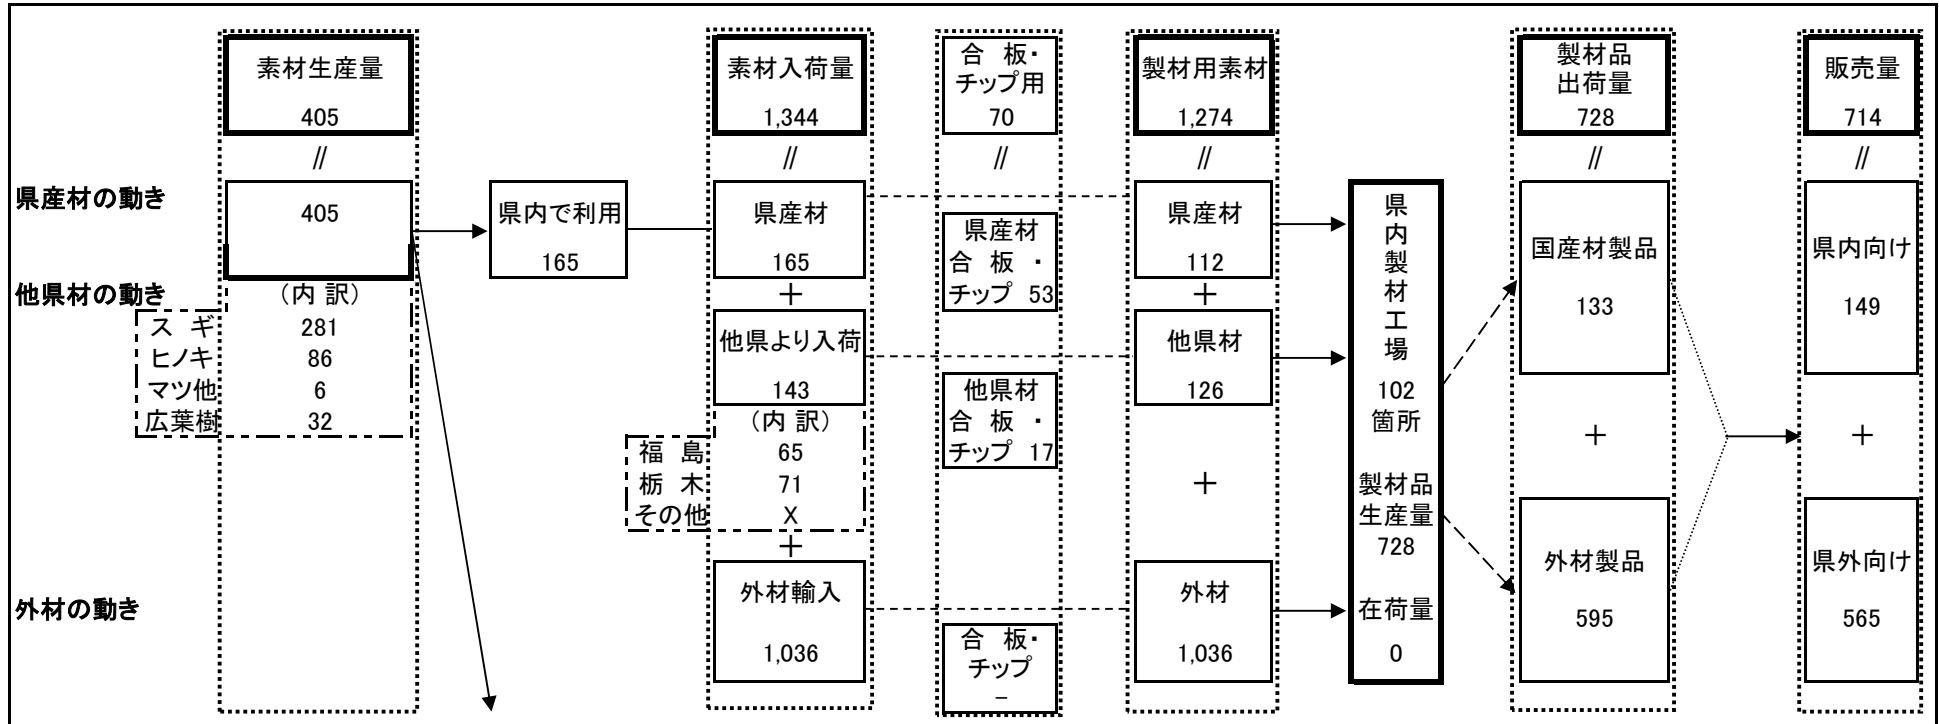 素材生産量
405
〃
405
(内 訳)
ス ギ 281
ヒノキ 86
マツ他 6
広葉樹 32
県産材の動き
他県材の動き
外材の動き
県内で利用
165
素材入荷量
1,344
〃
県産材
165
＋
他県より入荷
143
(内 訳)
福 島 65
栃 木 71
その他 X
＋
外材輸入
1,036
合 板・
チップ用
70
〃
県産材
合 板 ・
チップ 53
他県材
合 板 ・
チップ 17
合 板・
チップ
－
製材用素材
1,274
〃
県産材
112
＋
他県材
126
＋
外材
1,036
県
内
製
材
工
場
102
箇所
製材品
生産量
728
在荷量
0
製材品
出荷量
728
〃
国産材製品
133
＋
外材製品
595
販売量
714
〃
県内向け
149
＋
県外向け
565